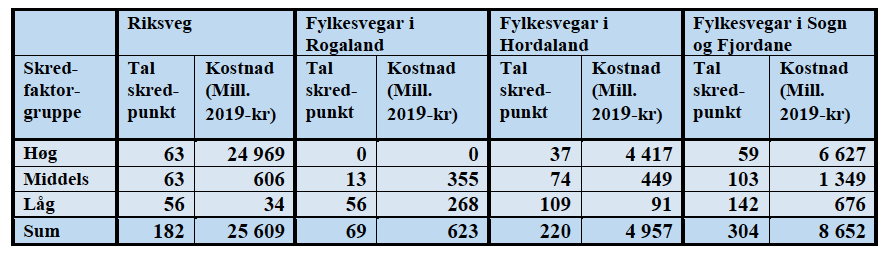 Riksveg Fylkesvegar i Rogaland Fylkesvegar i Hordaland Fylkesvegar i Sogn og Fjordane
Skred-faktor-gruppe Tal skred-punkt Kostnad (Mill. 2019-kr) Tal skred-punkt Kostnad (Mill. 2019-kr) Tal skred-punkt Kostnad (Mill. 2019-kr) Tal skred-punkt Kostnad (Mill. 2019-kr)
Høg 63 24 969 0 0 37 4 417 59 6 627
Middels 63 606 13 355 74 449 103 1 349
Låg 56 34 56 268 109 91 142 676
Sum 182 25 609 69 623 220 4 957 304 8 652